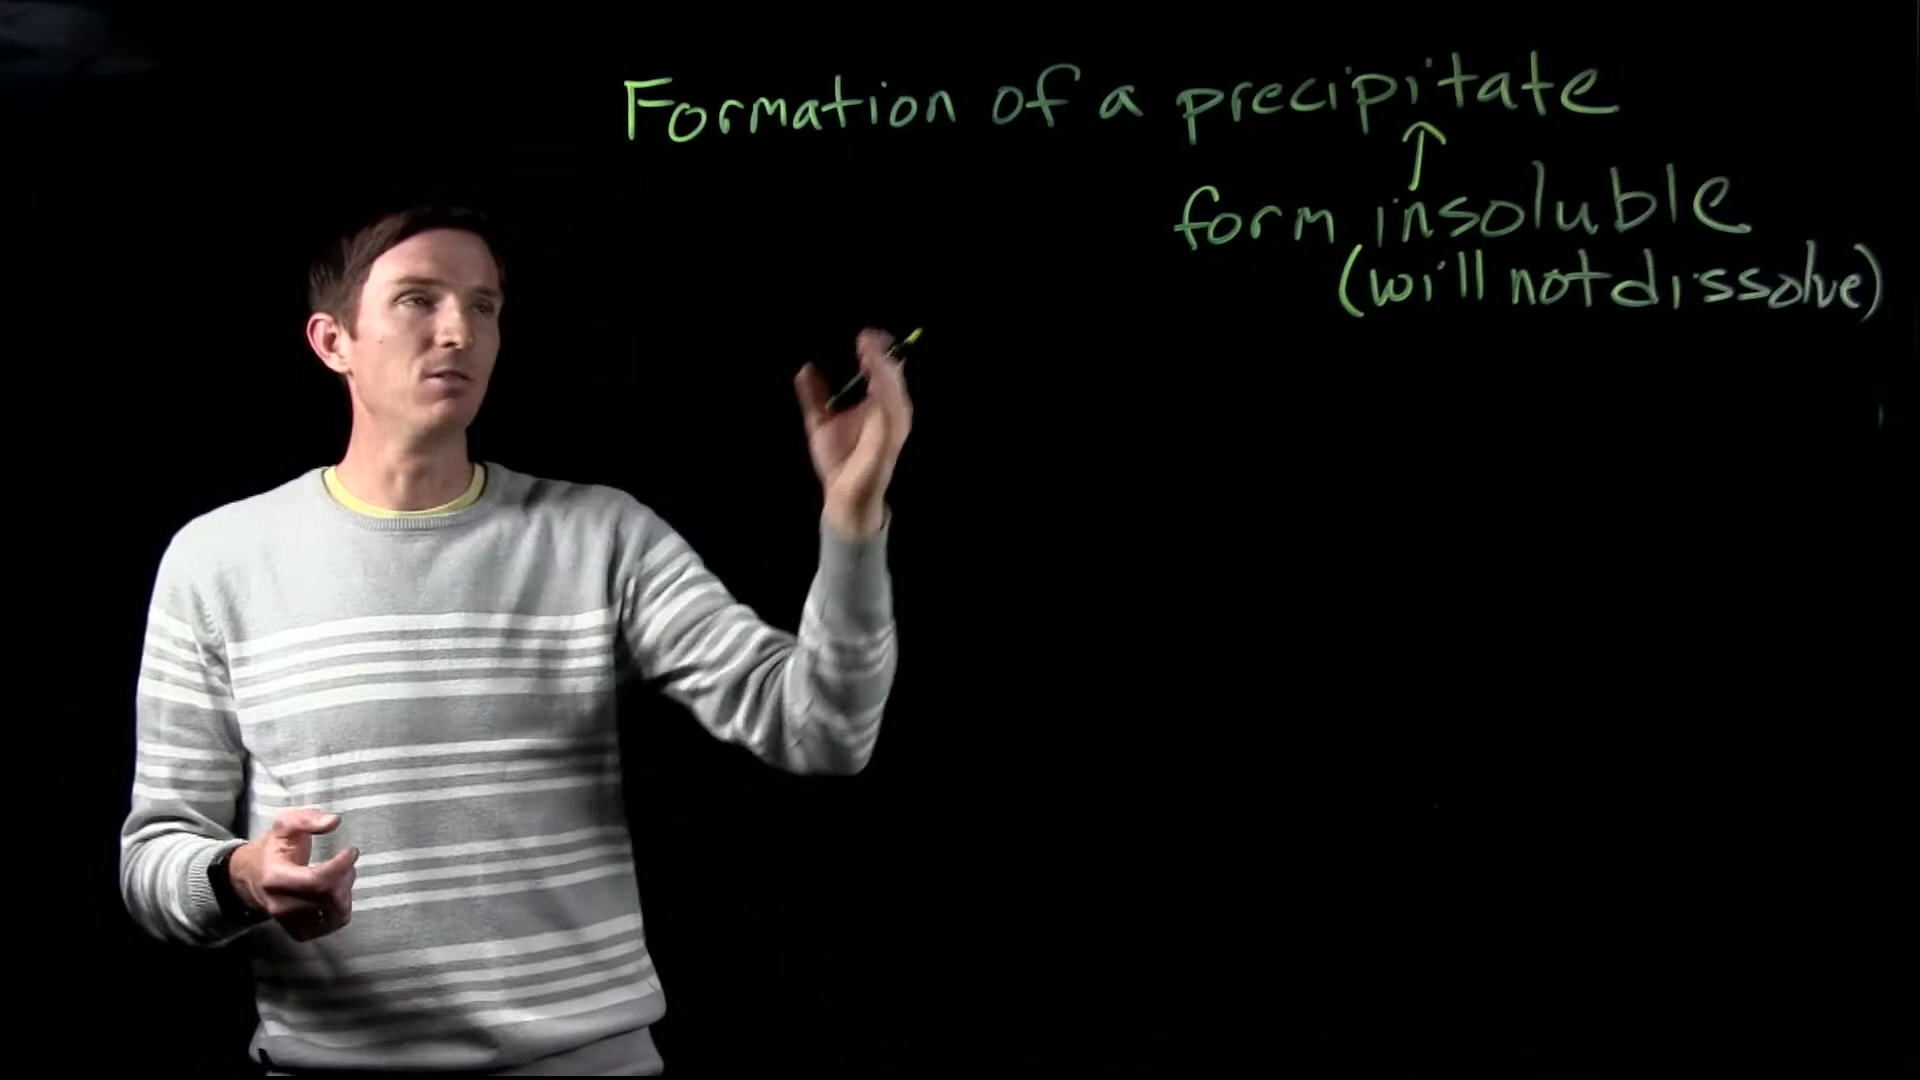 Formation of a precipitate
↑
form insoluble
(will not dissolve)